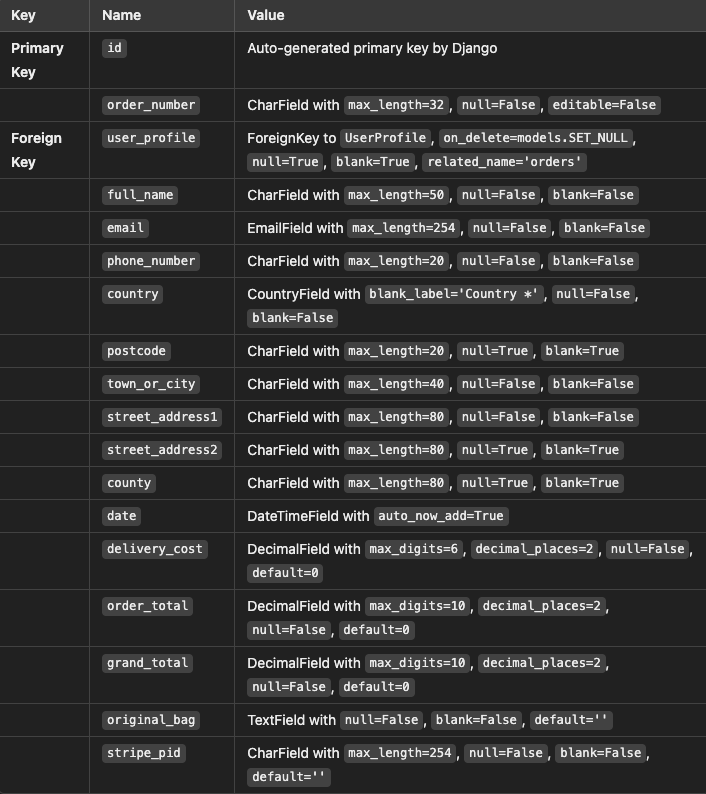 Key Name Value
Primary Key id Auto-generated primary key by Django
order_number CharField with max_length=32, null=False, editable=False
Foreign Key user_profile ForeignKey to UserProfile, on_delete=models.SET_NULL,
null=True, blank=True, related_name='orders'
full_name CharField with max_length=50, null=False, blank=False
email EmailField with max_length=254, null=False, blank=False
phone_number CharField with max_length=20, null=False, blank=False
country CountryField with blank_label='Country *', null=False,
blank=False
postcode CharField with max_length=20, null=True, blank=True
town_or_city CharField with max_length=40, null=False, blank=False
street_address1 CharField with max_length=80, null=False, blank=False
street_address2 CharField with max_length=80, null=True, blank=True
county CharField with max_length=80, null=True, blank=True
date DateTimeField with auto_now_add=True
delivery_cost DecimalField with max_digits=6, decimal_places=2, null=False,
default=0
order_total DecimalField with max_digits=10, decimal_places=2,
null=False, default=0
grand_total DecimalField with max_digits=10, decimal_places=2,
null=False, default=0
original_bag TextField with null=False, blank=False, default=''
stripe_pid CharField with max_length=254, null=False, blank=False,
default=''